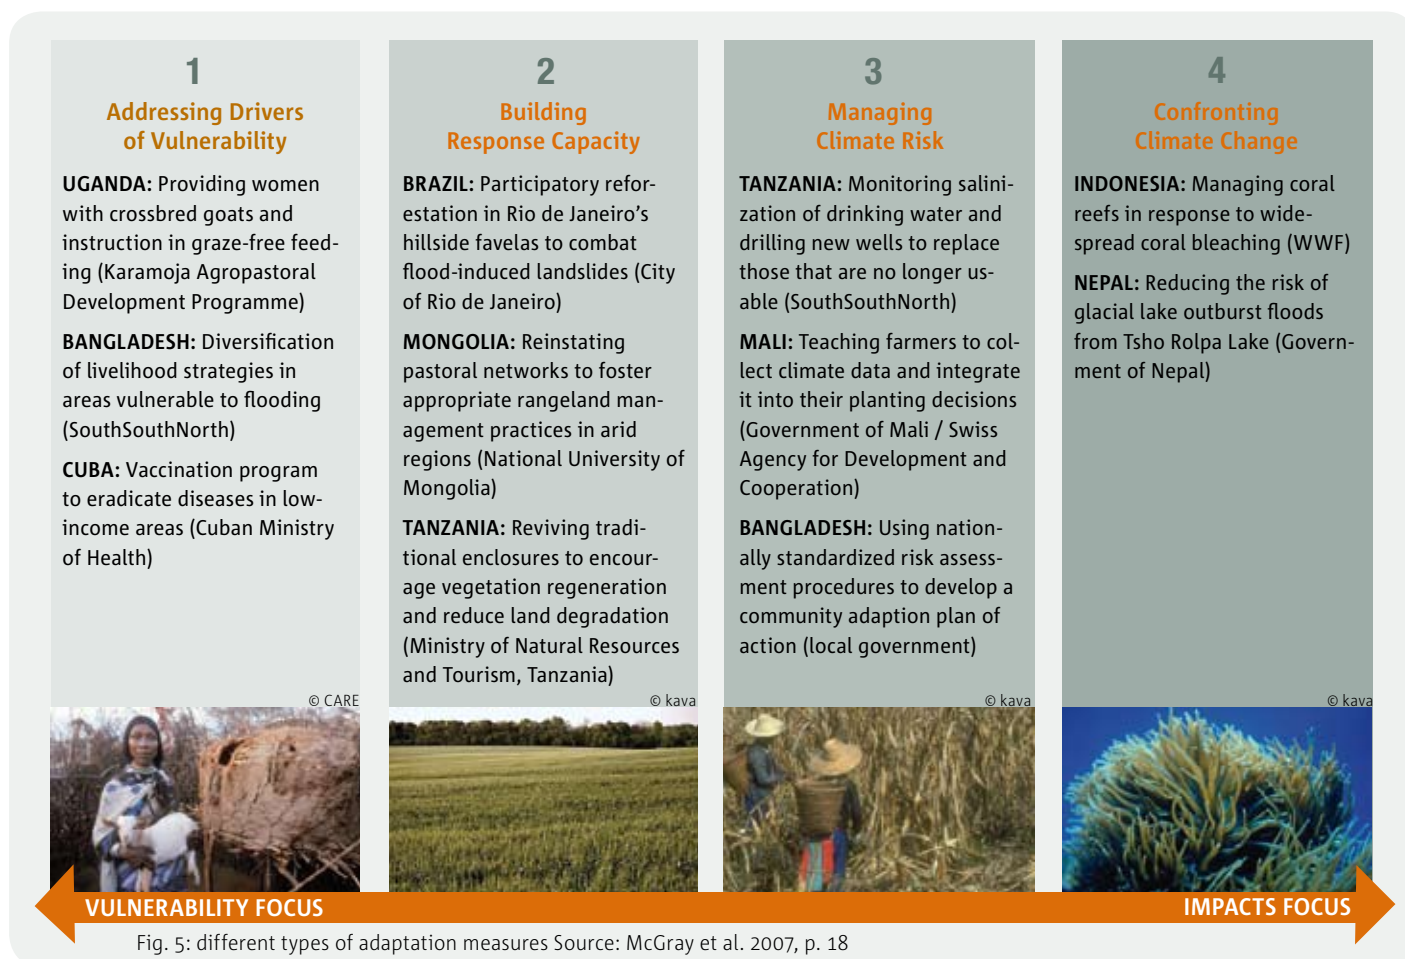 1
Addressing Drivers
of Vulnerability
UGANDA: Providing women
with crossbred goats and
instruction in graze-free feed-
ing (Karamoja Agropastoral
Development Programme)
BANGLADESH: Diversification
of livelihood strategies in
areas vulnerable to flooding
(SouthSouthNorth)
CUBA: Vaccination program
to eradicate diseases in low-
income areas (Cuban Ministry
of Health)
© CARE
2
Building
Response Capacity
BRAZIL: Participatory refor-
estation in Rio de Janeiro’s
hillside favelas to combat
flood-induced landslides (City
of Rio de Janeiro)
MONGOLIA: Reinstating
pastoral networks to foster
appropriate rangeland man-
agement practices in arid
regions (National University of
Mongolia)
TANZANIA: Reviving tradi-
tional enclosures to encour-
age vegetation regeneration
and reduce land degradation
(Ministry of Natural Resources
and Tourism, Tanzania)
© kava
3
Managing
Climate Risk
TANZANIA: Monitoring salini-
zation of drinking water and
drilling new wells to replace
those that are no longer us-
able (SouthSouthNorth)
MALI: Teaching farmers to col-
lect climate data and integrate
it into their planting decisions
(Government of Mali / Swiss
Agency for Development and
Cooperation)
BANGLADESH: Using nation-
ally standardized risk assess-
ment procedures to develop a
community adaption plan of
action (local government)
© kava
4
Confronting
Climate Change
INDONESIA: Managing coral
reefs in response to wide-
spread coral bleaching (WWF)
NEPAL: Reducing the risk of
glacial lake outburst floods
from Tsho Rolpa Lake (Govern-
ment of Nepal)
© kava
VULNERABILITY FOCUS
IMPACTS FOCUS
Fig. 5: different types of adaptation measures Source: McGray et al. 2007, p. 18